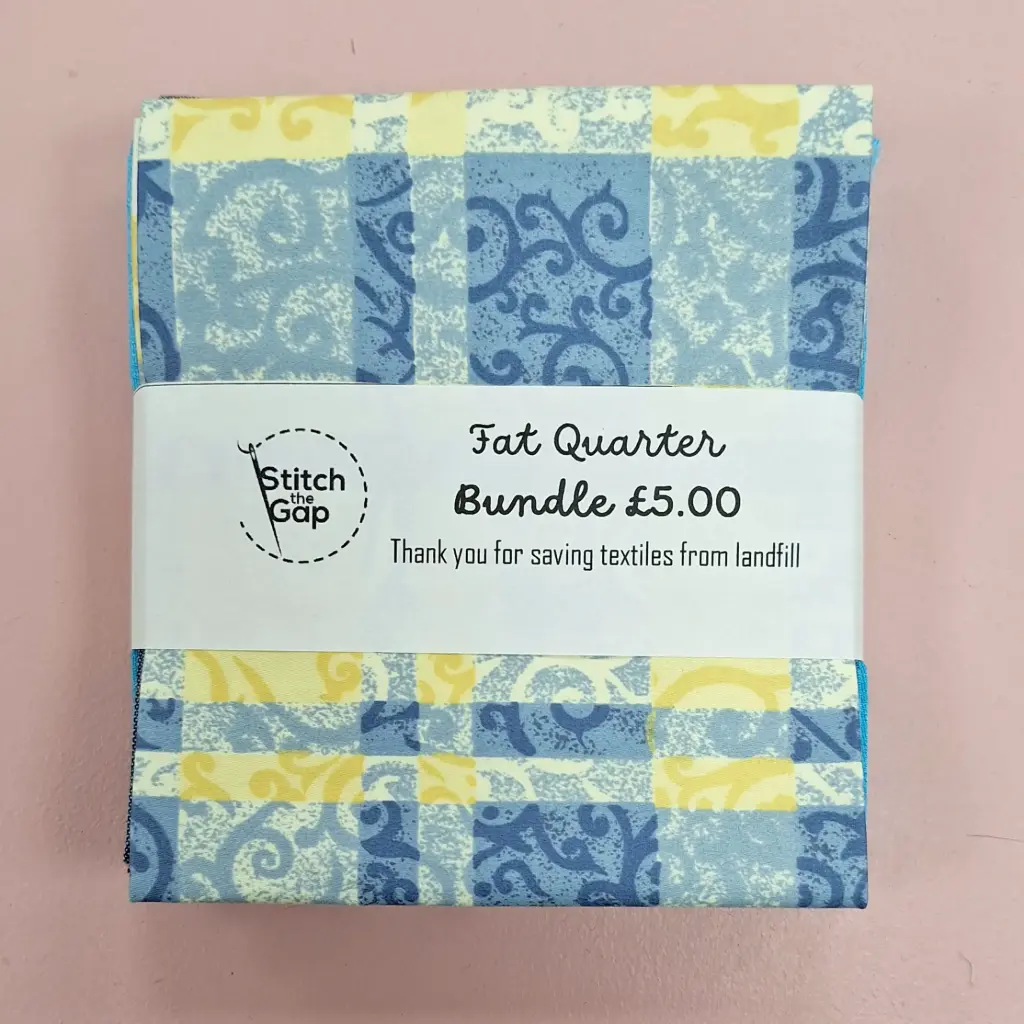 Stitch
the
Gap
Fat Quarter
Bundle £5.00
Thank you for saving textiles from landfill